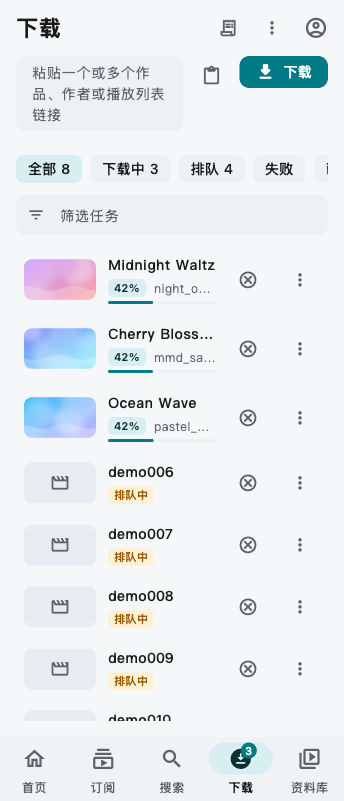 下载
粘贴一个或多个作
品、作者或播放列表
链接
下载
全部 8
下载中 3
排队 4
失败
筛选任务
Midnight Waltz
42%
night_o...
Cherry Bloss...
42%
mmd_sa...
Ocean Wave
42%
pastel_...
demo006
排队中
demo007
排队中
demo008
排队中
demo009
排队中
demo010
3
首页
订阅
搜索
下载
资料库